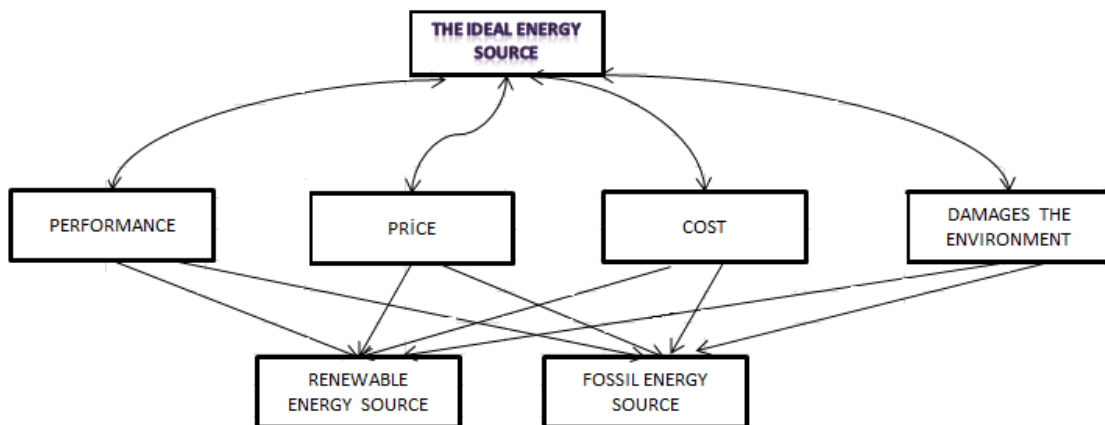 THE IDEAL ENERGY
SOURCE
PERFORMANCE
PRİCE
COST
DAMAGES THE
ENVIRONMENT
RENEWABLE
ENERGY SOURCE
FOSSIL ENERGY
SOURCE